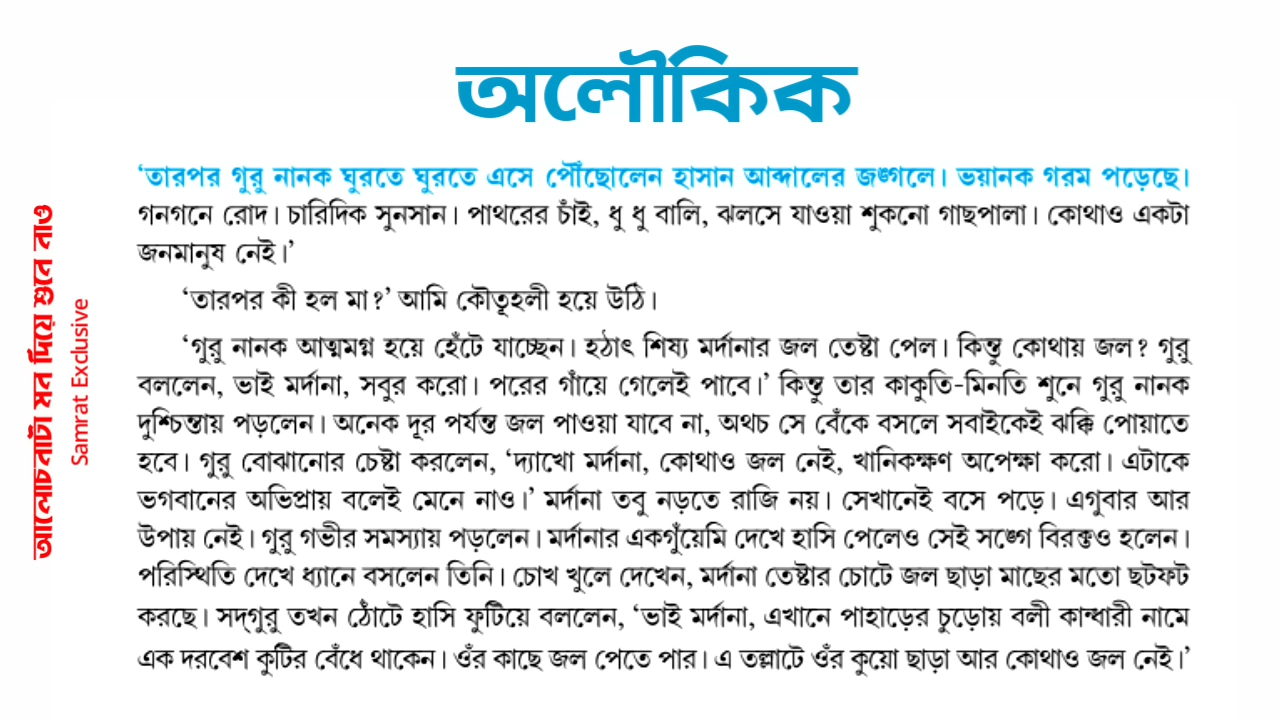 অলৌকিক
‘তারপর গুরু নানক ঘুরতে ঘুরতে এসে পৌঁছোলেন হাসান আব্দালের জঙ্গলে। ভয়ানক গরম পড়েছে।
গনগনে রোদ। চারিদিক সুনসান। পাথরের চাঁই, ধু ধু বালি, ঝলসে যাওয়া শুকনো গাছপালা। কোথাও একটা
জনমানুষ নেই।’
‘তারপর কী হল মা?’ আমি কৌতূহলী হয়ে উঠি।
‘গুরু নানক আত্মমগ্ন হয়ে হেঁটে যাচ্ছেন। হঠাৎ শিষ্য মর্দানার জল তেষ্টা পেল। কিন্তু কোথায় জল? গুরু
বললেন, ভাই মর্দানা, সবুর করো। পরের গাঁয়ে গেলেই পাবে।’ কিন্তু তার কাকুতি-মিনতি শুনে গুরু নানক
দুশ্চিন্তায় পড়লেন। অনেক দূর পর্যন্ত জল পাওয়া যাবে না, অথচ সে বেঁকে বসলে সবাইকেই ঝক্কি পোয়াতে
হবে। গুরু বোঝানোর চেষ্টা করলেন, ‘দ্যাখো মর্দানা, কোথাও জল নেই, খানিকক্ষণ অপেক্ষা করো। এটাকে
ভগবানের অভিপ্রায় বলেই মেনে নাও।’ মর্দানা তবু নড়তে রাজি নয়। সেখানেই বসে পড়ে। এগুবার আর
উপায় নেই। গুরু গভীর সমস্যায় পড়লেন। মর্দানার একগুঁয়েমি দেখে হাসি পেলেও সেই সঙ্গে বিরক্তও হলেন।
পরিস্থিতি দেখে ধ্যানে বসলেন তিনি। চোখ খুলে দেখেন, মর্দানা তেষ্টার চোটে জল ছাড়া মাছের মতো ছটফট
করছে। সদ্‌গুরু তখন ঠোঁটে হাসি ফুটিয়ে বললেন, ‘ভাই মর্দানা, এখানে পাহাড়ের চুড়োয় বলী কান্ধারী নামে
এক দরবেশ কুটির বেঁধে থাকেন। ওঁর কাছে জল পেতে পার। এ তল্লাটে ওঁর কুয়ো ছাড়া আর কোথাও জল নেই।’
আলোচনাটা মন দিয়ে শুনে নাও
Samrat Exclusive